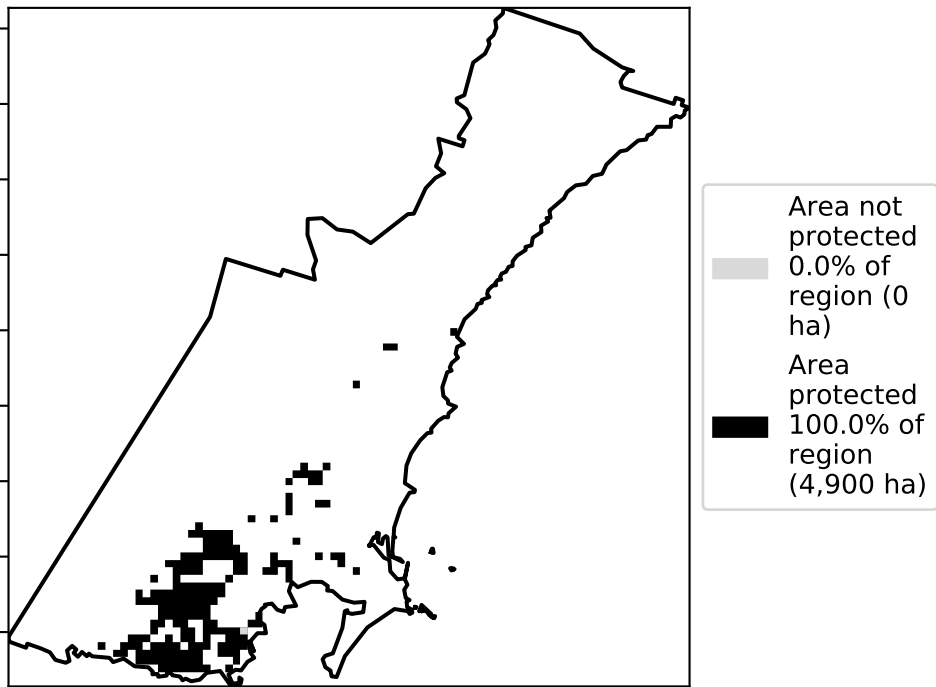 Area not
protected
0.0% of
region (0
ha)
Area
protected
100.0% of
region
(4,900 ha)